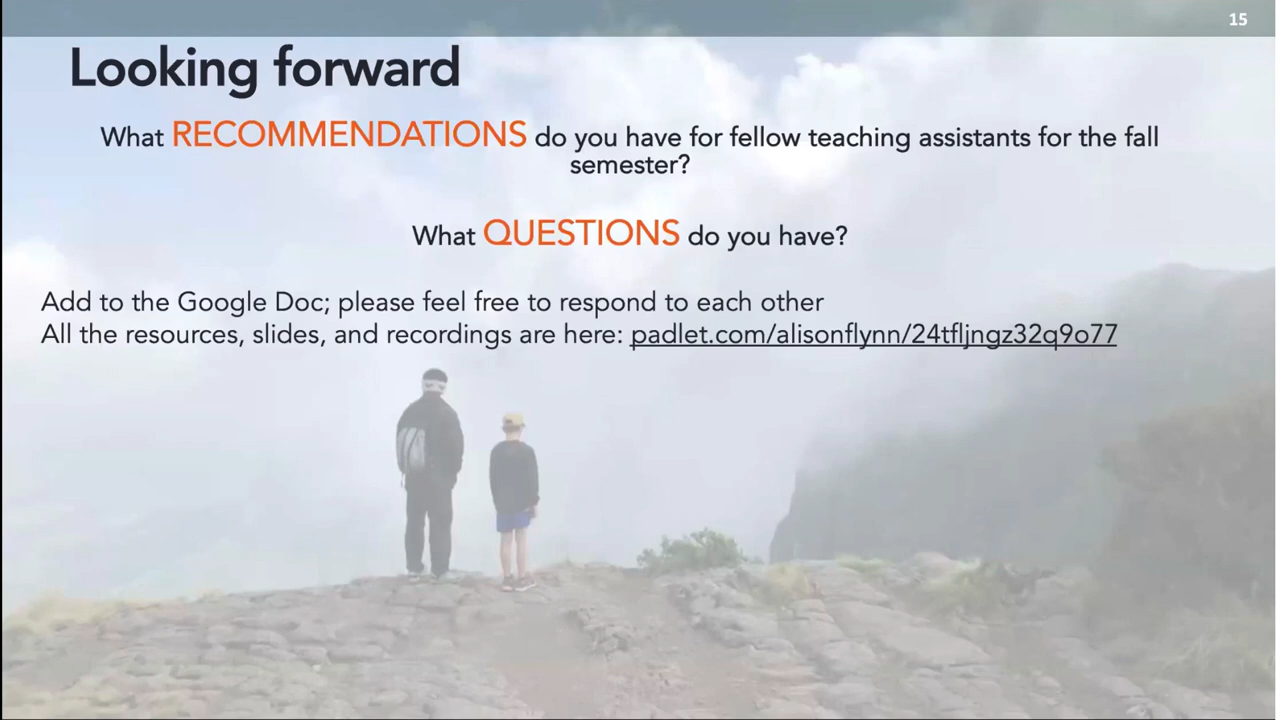 15
Looking forward
What RECOMMENDATIONS do you have for fellow teaching assistants for the fall
semester?
What QUESTIONS do you have?
Add to the Google Doc; please feel free to respond to each other
All the resources, slides, and recordings are here: padlet.com/alisonflynn/24tfljngz32q9o77